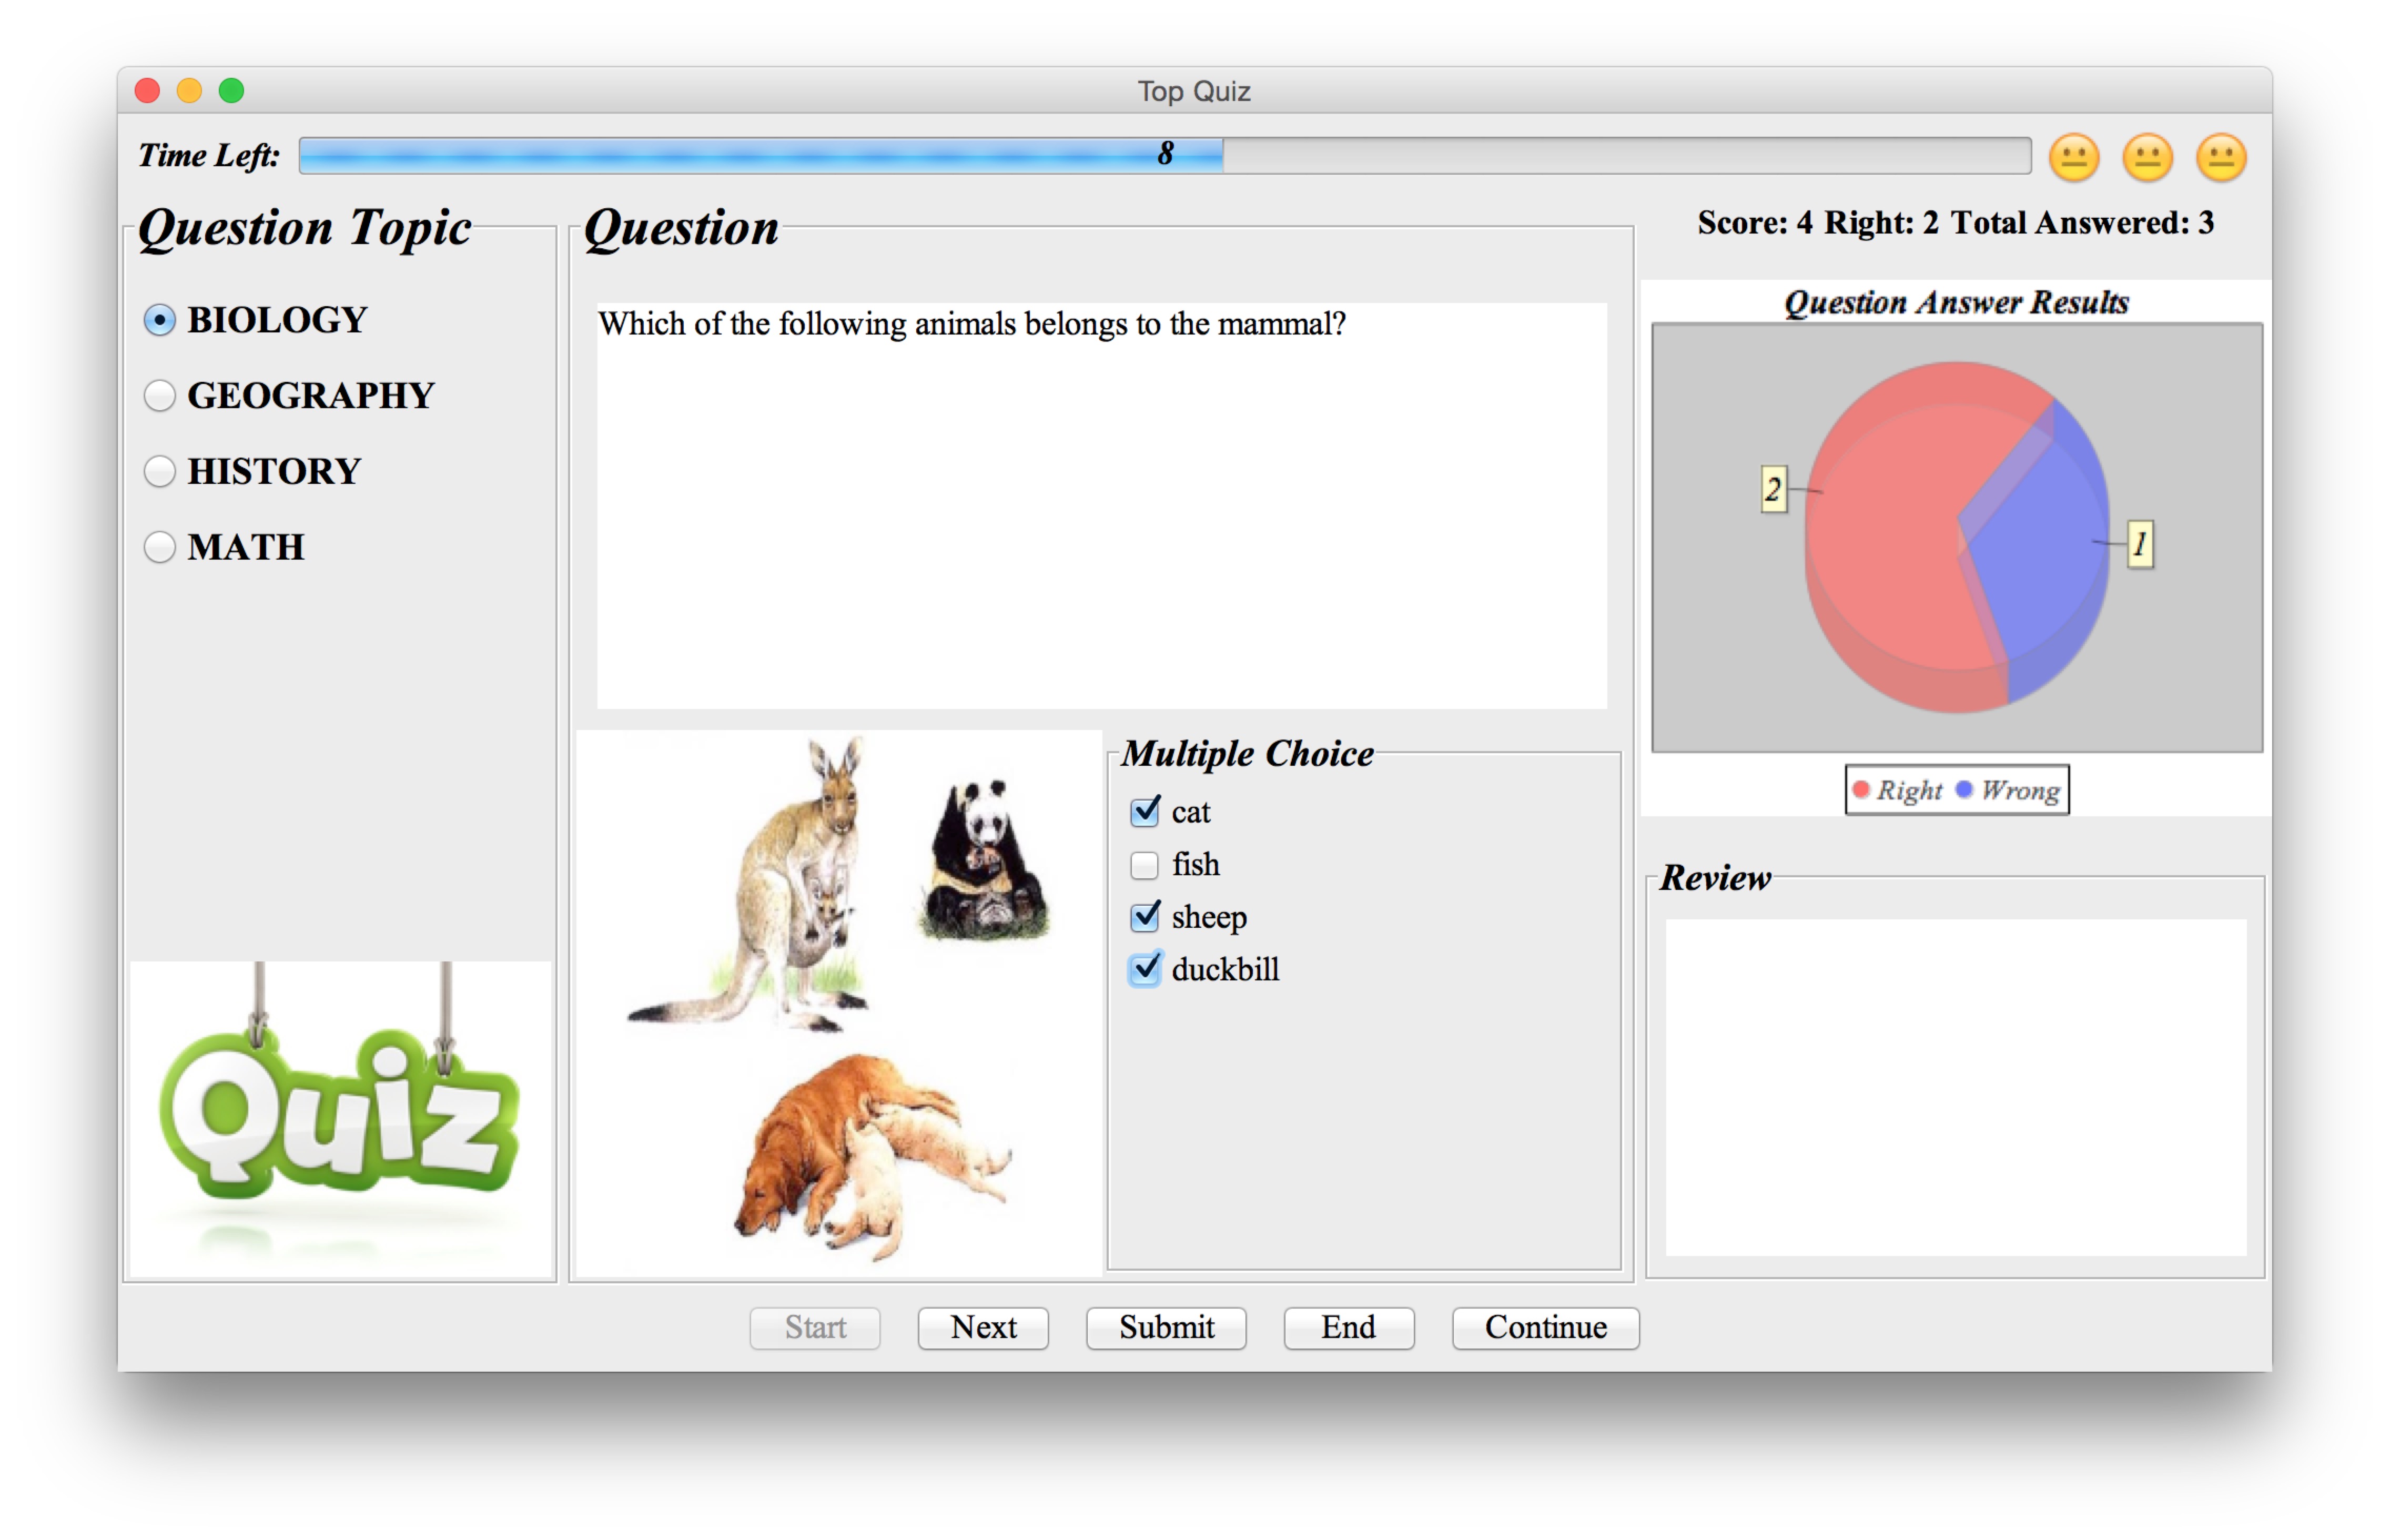 Top Quiz
Time Left:
8
Score: 4 Right: 2 Total Answered: 3
Question Topic
BIOLOGY
GEOGRAPHY
HISTORY
MATH
Quiz
Question
Which of the following animals belongs to the mammal?
Multiple Choice
cat
fish
sheep
duckbill
Question Answer Results
2
1
Right Wrong
Review
Start Next Submit End Continue